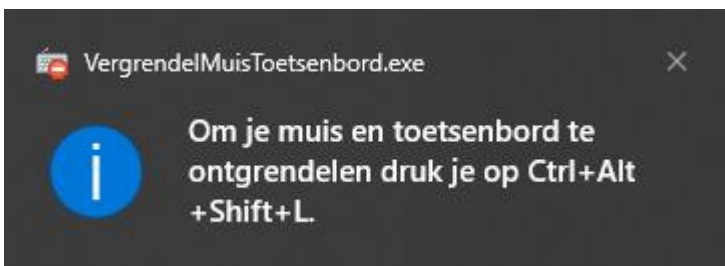 VergrendelMuisToetsenbord.exe
Om je muis en toetsenbord te
ontgrendelen druk je op Ctrl+Alt
+Shift+L.